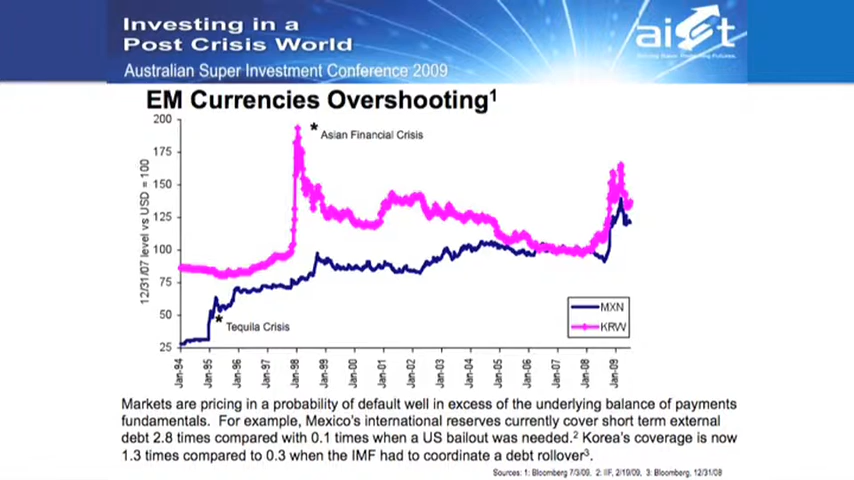 Investing in a
Post Crisis World
Australian Super Investment Conference 2009
aist
EM Currencies Overshooting¹
200
175
150
125
100
75
50
25
12/31/07 level vs USD = 100
* Asian Financial Crisis
* Tequila Crisis
MXN
KRW
Jan-94
Jan-95
Jan-96
Jan-97
Jan-98
Jan-99
Jan-00
Jan-01
Jan-02
Jan-03
Jan-04
Jan-05
Jan-06
Jan-07
Jan-08
Jan-09
Markets are pricing in a probability of default well in excess of the underlying balance of payments
fundamentals. For example, Mexico's international reserves currently cover short term external
debt 2.8 times compared with 0.1 times when a US bailout was needed.² Korea's coverage is now
1.3 times compared to 0.3 when the IMF had to coordinate a debt rollover³.
Sources: 1: Bloomberg 7/3/09, 2: IIF, 2/19/09, 3: Bloomberg, 12/31/08